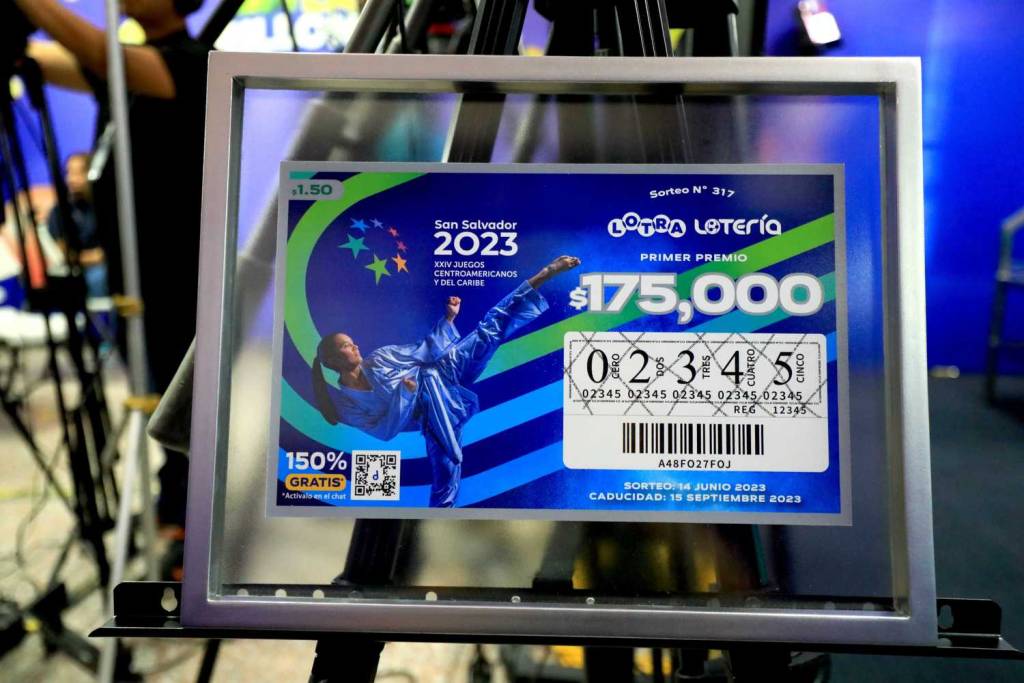 $1.50
San Salvador
2023
XXIV JUEGOS
CENTROAMERICANOS
Y DEL CARIBE
Sorteo N° 317
LOTRA LOTERÍA
PRIMER PREMIO
$175,000
0 CERO 2 DOS 3 TRES 4 CUATRO 5 CINCO
02345 02345 02345 02345 02345
REG 12345
A48FO27FOJ
150%
GRATIS*
*Actívalo en el chat
SORTEO: 14 JUNIO 2023
CADUCIDAD: 15 SEPTIEMBRE 2023